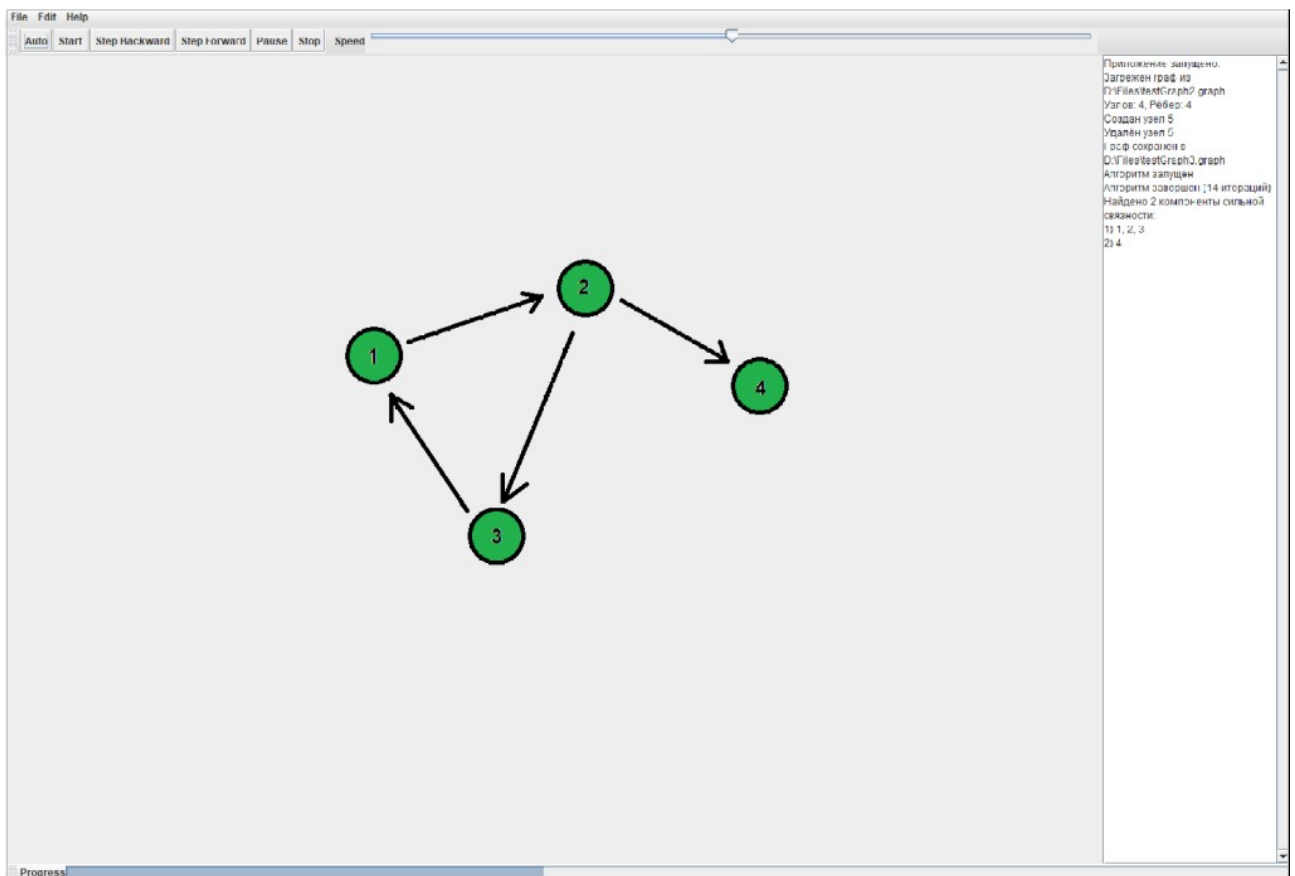 File Edit Help
Auto Start Step Backward Step Forward Pause Stop Speed
Приложение запущено.
Загрежен граф из
D:\Files\testGraph2.graph
Узлов: 4, Рёбер: 4
Создан узел 5
Удалён узел 5
Граф сохранен в
D:\Files\testGraph3.graph
Алгоритм запущен
Алгоритм завершен (14 итераций)
Найдено 2 компоненты сильной
связности:
1) 1, 2, 3
2) 4
2
1
4
3
Progress